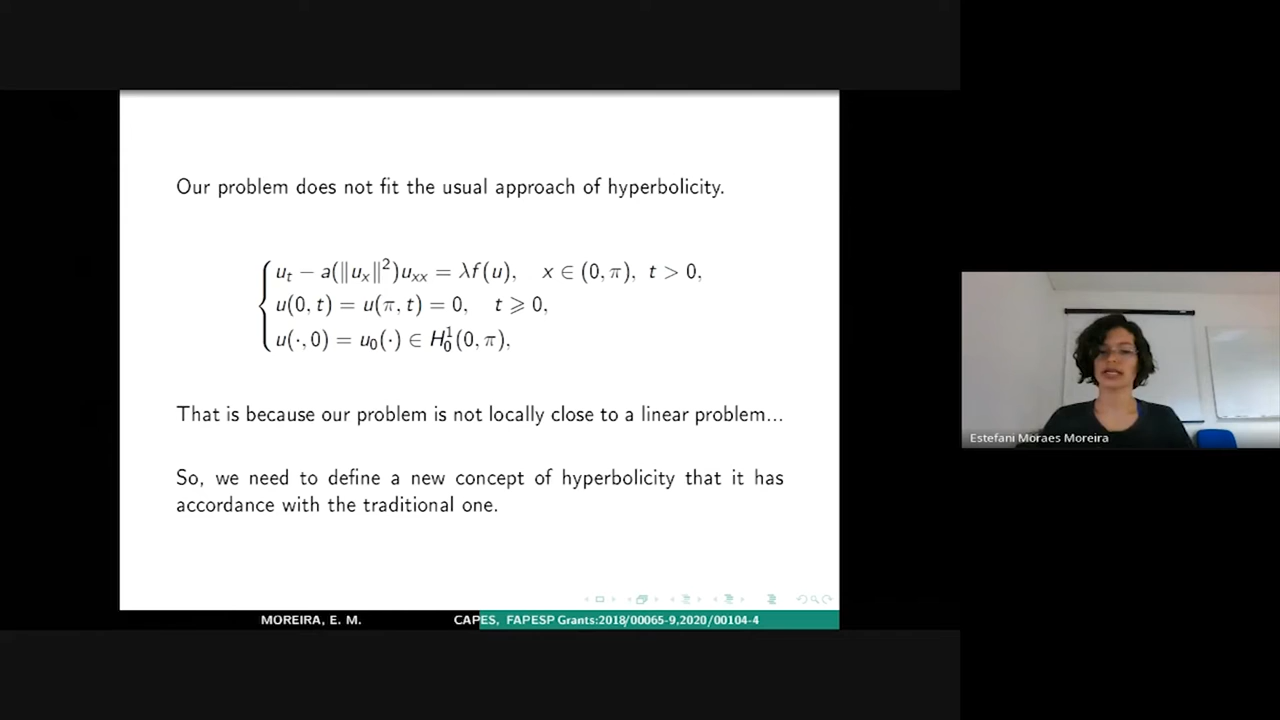 Our problem does not fit the usual approach of hyperbolicity.
u_t − a(‖u_x‖²)u_xx = λf(u), x ∈ (0, π), t > 0,
u(0, t) = u(π, t) = 0, t ⩾ 0,
u(·, 0) = u₀(·) ∈ H¹₀(0, π),
That is because our problem is not locally close to a linear problem...
So, we need to define a new concept of hyperbolicity that it has
accordance with the traditional one.
MOREIRA, E. M. CAPES, FAPESP Grants:2018/00065-9,2020/00104-4
Estefani Moraes Moreira